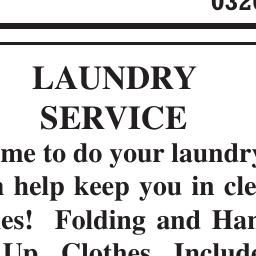 032
LAUNDRY
SERVICE
me to do your laundry
help keep you in cle
es! Folding and Han
Up Clothes Include